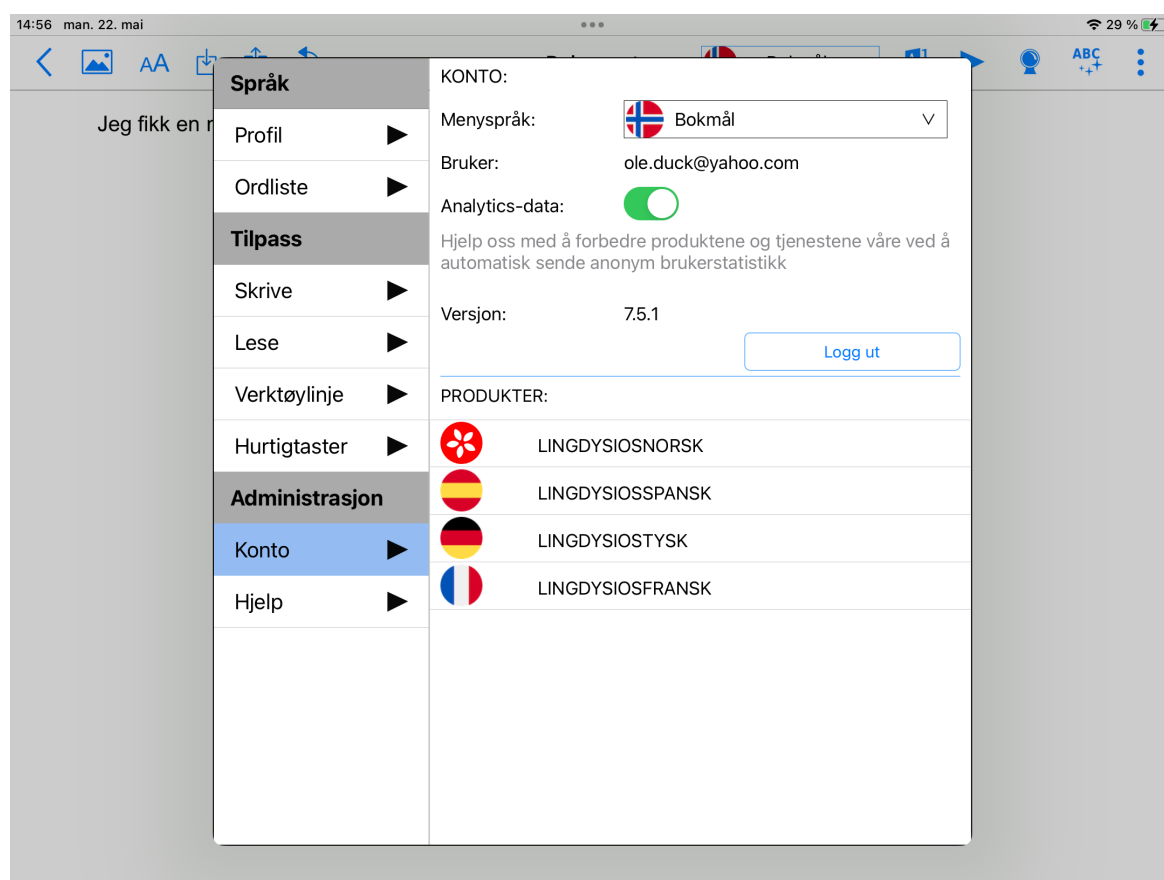 14:56 man. 22. mai
29 %
AA
ABC
Jeg fikk en
Språk
Profil
Ordliste
Tilpass
Skrive
Lese
Verktøylinje
Hurtigtaster
Administrasjon
Konto
Hjelp
KONTO:
Menyspråk: Bokmål
Bruker: ole.duck@yahoo.com
Analytics-data:
Hjelp oss med å forbedre produktene og tjenestene våre ved å
automatisk sende anonym brukerstatistikk
Versjon: 7.5.1
Logg ut
PRODUKTER:
LINGDYSIOSNORSK
LINGDYSIOSSPANSK
LINGDYSIOSTYSK
LINGDYSIOSFRANSK